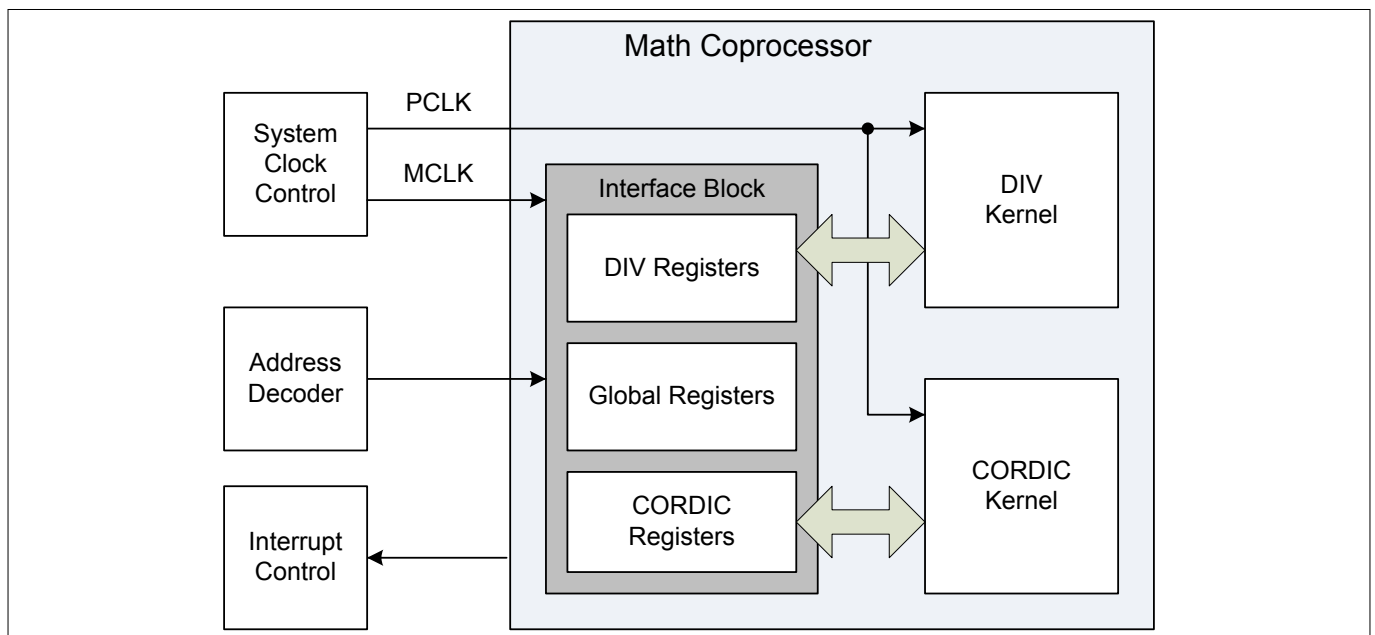 Math Coprocessor
PCLK
System
Clock
Control
MCLK
Interface Block
DIV
Kernel
DIV Registers
Address
Decoder
Global Registers
CORDIC
Kernel
CORDIC
Registers
Interrupt
Control